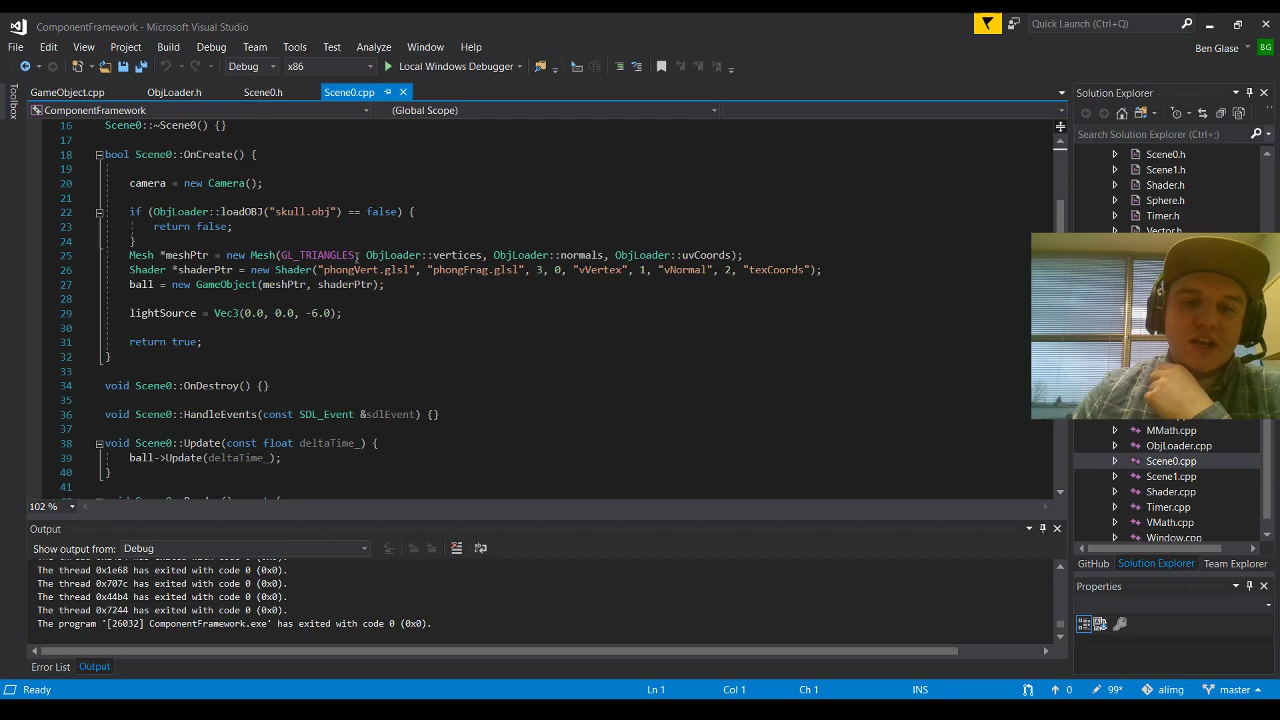 ComponentFramework - Microsoft Visual Studio
Quick Launch (Ctrl+Q)
File Edit View Project Build Debug Team Tools Test Analyze Window Help
Ben Glase BG
Debug x86 Local Windows Debugger
Toolbox
GameObject.cpp ObjLoader.h Scene0.h Scene0.cpp
ComponentFramework (Global Scope)
16 Scene0::~Scene0() {}
17
18 bool Scene0::OnCreate() {
19
20 camera = new Camera();
21
22 if (ObjLoader::loadOBJ("skull.obj") == false) {
23 return false;
24 }
25 Mesh *meshPtr = new Mesh(GL_TRIANGLES, ObjLoader::vertices, ObjLoader::normals, ObjLoader::uvCoords);
26 Shader *shaderPtr = new Shader("phongVert.glsl", "phongFrag.glsl", 3, 0, "vVertex", 1, "vNormal", 2, "texCoords");
27 ball = new GameObject(meshPtr, shaderPtr);
28
29 lightSource = Vec3(0.0, 0.0, -6.0);
30
31 return true;
32 }
33
34 void Scene0::OnDestroy() {}
35
36 void Scene0::HandleEvents(const SDL_Event &sdlEvent) {}
37
38 void Scene0::Update(const float deltaTime_) {
39 ball->Update(deltaTime_);
40 }
41
102 %
Output
Show output from: Debug
The thread 0x1e68 has exited with code 0 (0x0).
The thread 0x707c has exited with code 0 (0x0).
The thread 0x44b4 has exited with code 0 (0x0).
The thread 0x7244 has exited with code 0 (0x0).
The program '[26032] ComponentFramework.exe' has exited with code 0 (0x0).
Error List Output
Solution Explorer
Search Solution Explorer (Ctrl+;)
Scene0.h
Scene1.h
Shader.h
Sphere.h
Timer.h
Vector.h
MMath.cpp
ObjLoader.cpp
Scene0.cpp
Scene1.cpp
Shader.cpp
Timer.cpp
VMath.cpp
Window.cpp
GitHub Solution Explorer Team Explorer
Properties
Ready Ln 1 Col 1 Ch 1 INS 0 99* alimg master